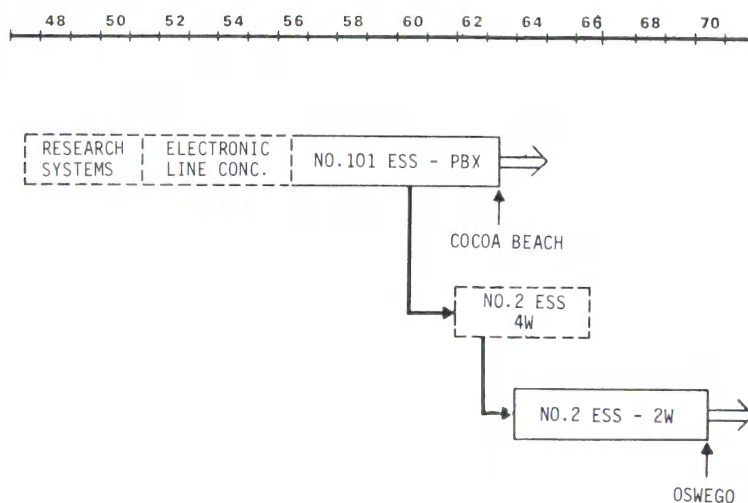 48 50 52 54 56 58 60 62 64 66 68 70
RESEARCH
SYSTEMS
ELECTRONIC
LINE CONC.
NO.101 ESS - PBX
COCOA BEACH
NO.2 ESS
4W
NO.2 ESS - 2W
OSWEGO